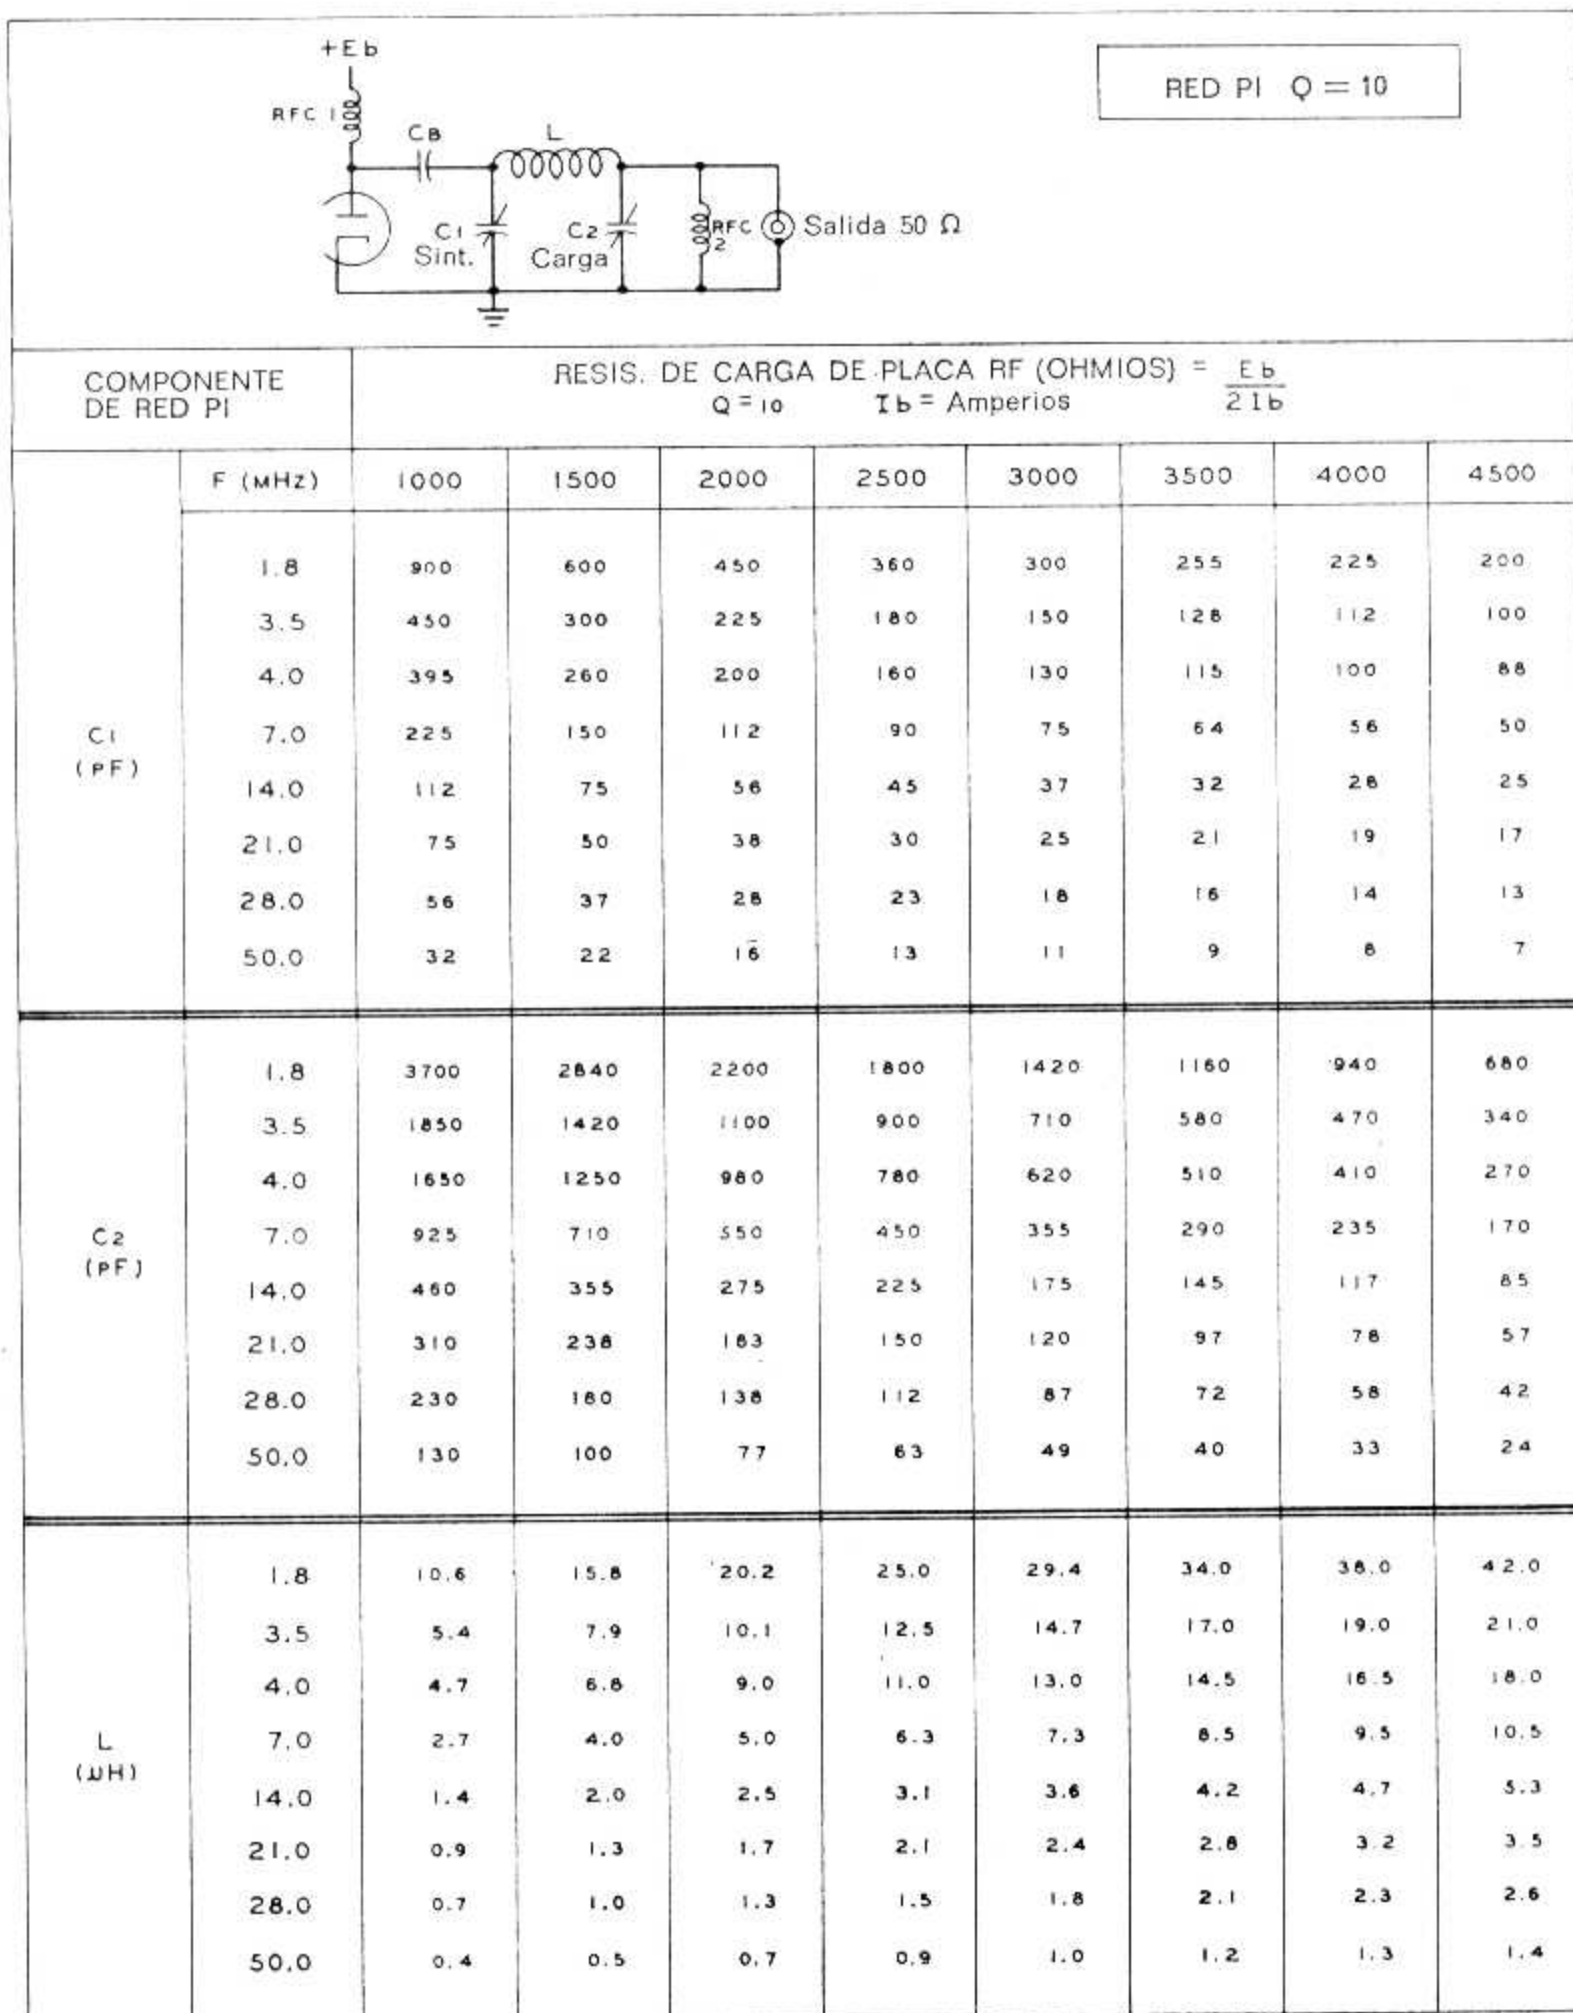 +Eb
RED PI Q = 10
RFC 1
CB
L
C1
Sint.
C2
Carga
RFC
2
Salida 50 Ω
COMPONENTE
DE RED PI
RESIS. DE CARGA DE PLACA RF (OHMIOS) = Eb
Q = 10 Ib = Amperios 2 Ib
F (MHZ) 1000 1500 2000 2500 3000 3500 4000 4500
1.8 900 600 450 360 300 255 225 200
3.5 450 300 225 180 150 128 112 100
4.0 395 260 200 160 130 115 100 88
C1
(PF)
7.0 225 150 112 90 75 64 56 50
14.0 112 75 56 45 37 32 28 25
21.0 75 50 38 30 25 21 19 17
28.0 56 37 28 23 18 16 14 13
50.0 32 22 16 13 11 9 8 7
1.8 3700 2840 2200 1800 1420 1160 940 680
3.5 1850 1420 1100 900 710 580 470 340
4.0 1650 1250 980 780 620 510 410 270
C2
(PF)
7.0 925 710 550 450 355 290 235 170
14.0 460 355 275 225 175 145 117 85
21.0 310 238 183 150 120 97 78 57
28.0 230 180 138 112 87 72 58 42
50.0 130 100 77 63 49 40 33 24
1.8 10.6 15.8 20.2 25.0 29.4 34.0 38.0 42.0
3.5 5.4 7.9 10.1 12.5 14.7 17.0 19.0 21.0
4.0 4.7 6.8 9.0 11.0 13.0 14.5 16.5 18.0
L
(µH)
7.0 2.7 4.0 5.0 6.3 7.3 8.5 9.5 10.5
14.0 1.4 2.0 2.5 3.1 3.6 4.2 4.7 5.3
21.0 0.9 1.3 1.7 2.1 2.4 2.8 3.2 3.5
28.0 0.7 1.0 1.3 1.5 1.8 2.1 2.3 2.6
50.0 0.4 0.5 0.7 0.9 1.0 1.2 1.3 1.4